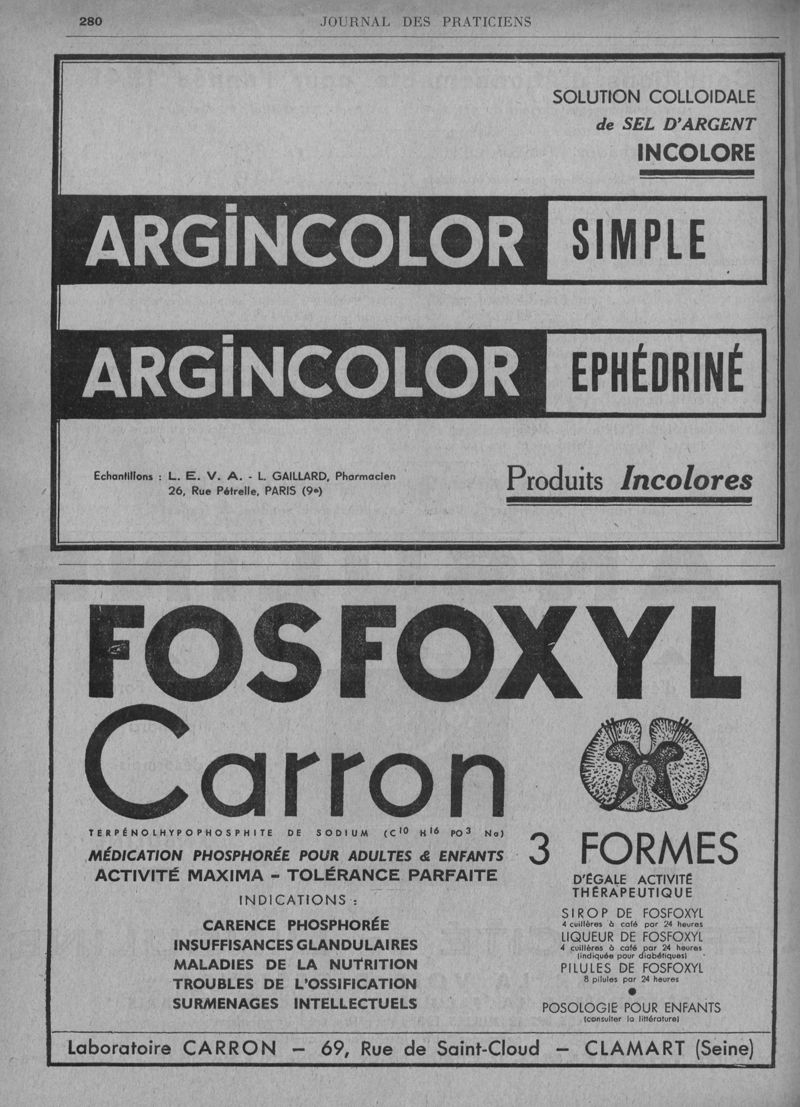 280
JOURNAL DES PRATICIENS
SOLUTION COLLOIDALE
de SEL D'ARGENT
INCOLORE
ARGiNCOLOR SIMPLE
ARGiNCOLOR EPHÉDRINÉ
Echantillons : L. E. V. A. - L. GAILLARD, Pharmacien
26, Rue Pétrelle, PARIS (9e)
Produits Incolores
FOSFOXYL
Carron
TERPÉNOLHYPOPHOSPHITE DE SODIUM (C10 H16 PO3 Na)
MÉDICATION PHOSPHORÉE POUR ADULTES & ENFANTS
ACTIVITÉ MAXIMA - TOLÉRANCE PARFAITE
INDICATIONS :
CARENCE PHOSPHORÉE
INSUFFISANCES GLANDULAIRES
MALADIES DE LA NUTRITION
TROUBLES DE L'OSSIFICATION
SURMENAGES INTELLECTUELS
3 FORMES
D'ÉGALE ACTIVITÉ
THÉRAPEUTIQUE
SIROP DE FOSFOXYL
4 cuillères à café par 24 heures
LIQUEUR DE FOSFOXYL
4 cuillères à café par 24 heures
(indiquée pour diabétiques)
PILULES DE FOSFOXYL
8 pilules par 24 heures
POSOLOGIE POUR ENFANTS
(consulter la littérature)
Laboratoire CARRON - 69, Rue de Saint-Cloud - CLAMART (Seine)